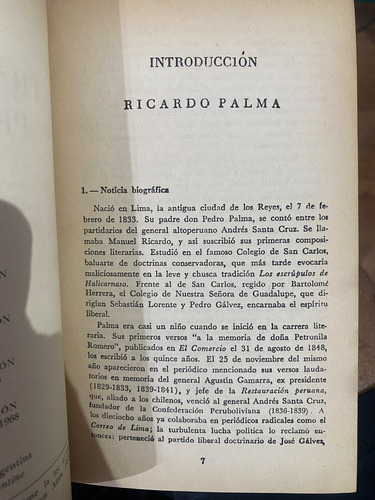 INTRODUCCIÓN
RICARDO PALMA
1. — Noticia biográfica
Nació en Lima, la antigua ciudad de los Reyes, el 7 de fe-
brero de 1833. Su padre don Pedro Palma, se contó entre los
partidarios del general altoperuano Andrés Santa Cruz. Se lla-
maba Manuel Ricardo, y así suscribió sus primeras composi-
ciones literarias. Estudió en el famoso Colegio de San Carlos,
baluarte de doctrinas conservadoras, que más tarde evocaría
maliciosamente en la leve y chusca tradición Los escrúpulos de
Halicarnaso. Frente al de San Carlos, regido por Bartolomé
Herrera, el Colegio de Nuestra Señora de Guadalupe, que di-
rigían Sebastián Lorente y Pedro Gálvez, encarnaba el espíritu
liberal.
Palma era casi un niño cuando se inició en la carrera lite-
raria. Sus primeros versos "a la memoria de doña Petronila
Romero", publicados en El Comercio el 31 de agosto de 1848,
los escribió a los quince años. El 25 de noviembre del mismo
año aparecieron en el periódico mencionado sus versos lauda-
torios en memoria del general Agustín Gamarra, ex presidente
(1829-1833, 1839-1841), y jefe de la Restauración peruana,
que, aliado a los chilenos, venció al general Andrés Santa Cruz,
fundador de la Confederación Peruboliviana (1836-1839). A
los dieciocho años ya colaboraba en periódicos radicales como el
Correo de Lima; la turbulenta lucha política lo reclamó en-
tonces: perteneció al partido liberal doctrinario de José Gálvez,
7
ÓN
ÓN
1968
gentina